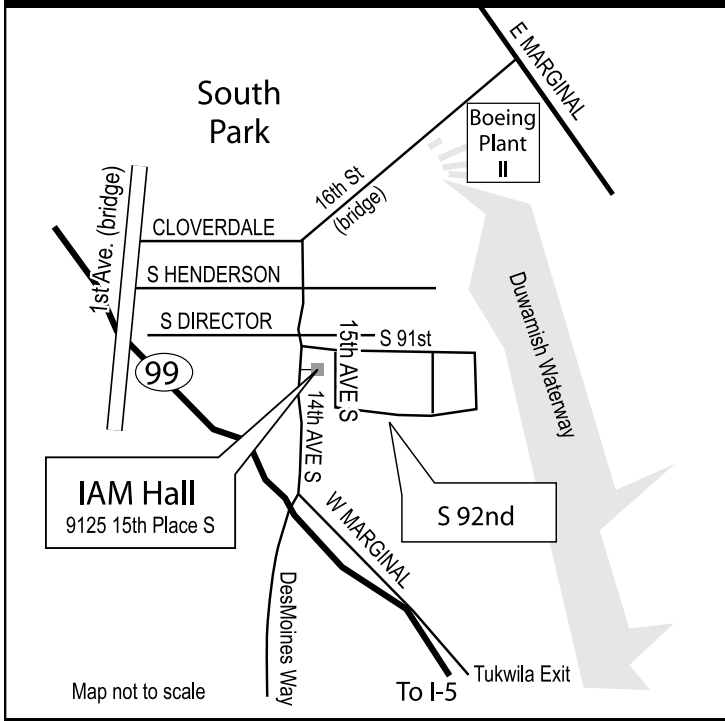 E MARGINAL
South
Park
Boeing
Plant
II
16th St
(bridge)
1st Ave. (bridge)
CLOVERDALE
S HENDERSON
S DIRECTOR
S 91st
15th AVE S
99
14th AVE S
Duwamish Waterway
IAM Hall
9125 15th Place S
S 92nd
W MARGINAL
DesMoines Way
Map not to scale
To I-5
Tukwila Exit